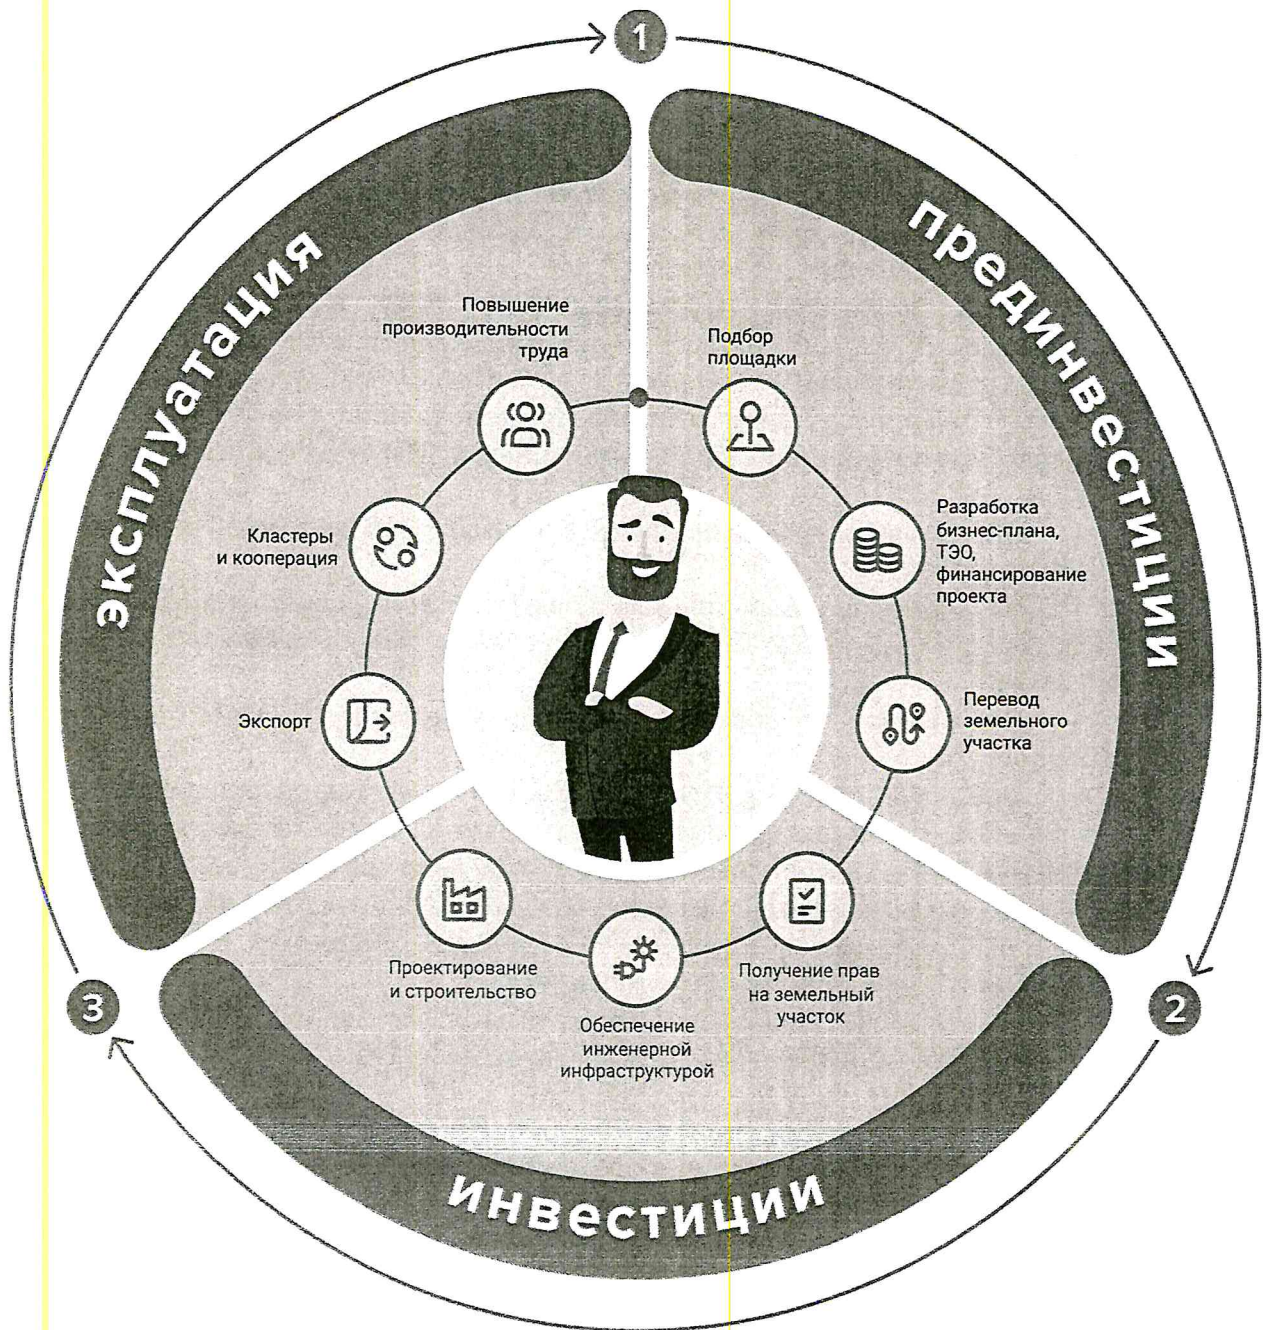 1
прединвестиции
Подбор
площадки
Разработка
бизнес-плана,
ТЭО,
финансирование
проекта
Перевод
земельного
участка
2
инвестиции
Получение прав
на земельный
участок
Обеспечение
инженерной
инфраструктурой
Проектирование
и строительство
3
эксплуатация
Экспорт
Кластеры
и кооперация
Повышение
производительности
труда